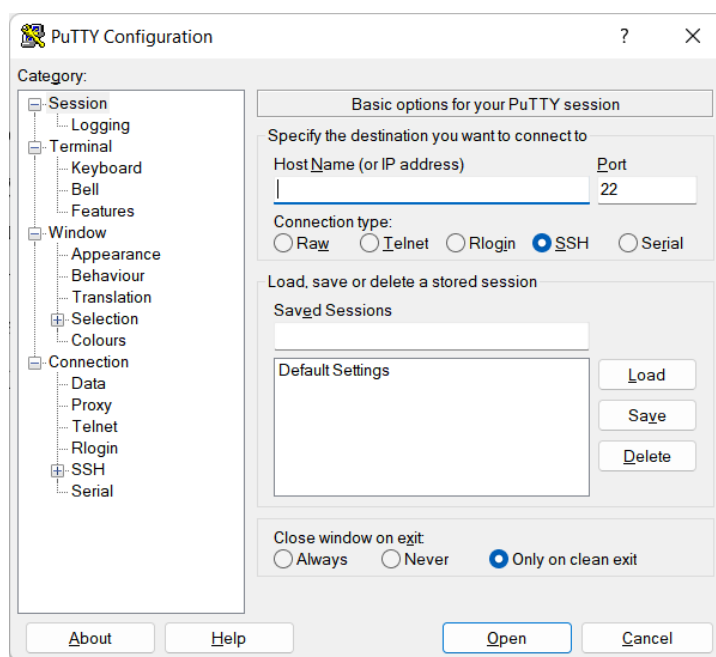 PuTTY Configuration
?
Category:
Session
Logging
Terminal
Keyboard
Bell
Features
Window
Appearance
Behaviour
Translation
Selection
Colours
Connection
Data
Proxy
Telnet
Rlogin
SSH
Serial
Basic options for your PuTTY session
Specify the destination you want to connect to
Host Name (or IP address) Port
22
Connection type:
Raw Telnet Rlogin SSH Serial
Load, save or delete a stored session
Saved Sessions
Default Settings
Load
Save
Delete
Close window on exit:
Always Never Only on clean exit
About Help Open Cancel